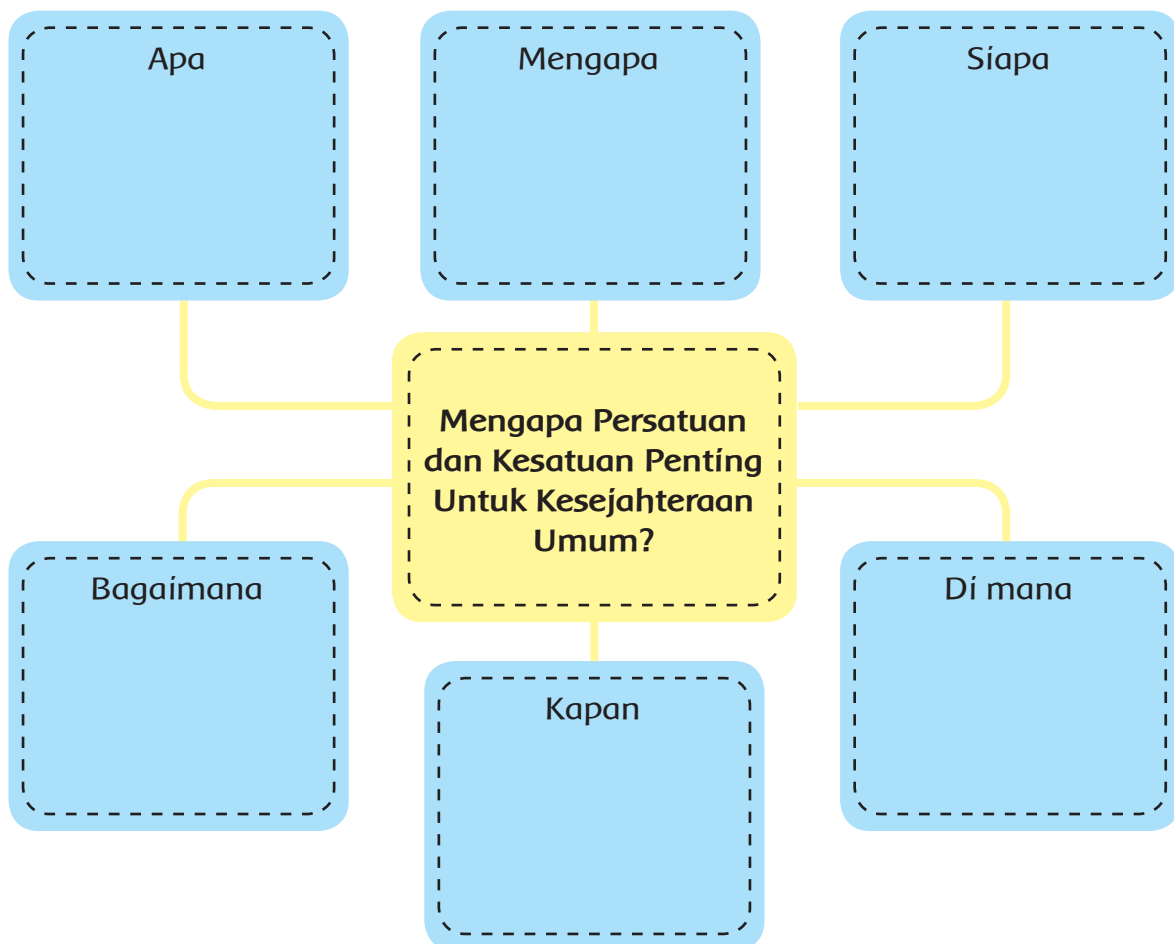 Apa
Mengapa
Siapa
Mengapa Persatuan
dan Kesatuan Penting
Untuk Kesejahteraan
Umum?
Bagaimana
Di mana
Kapan